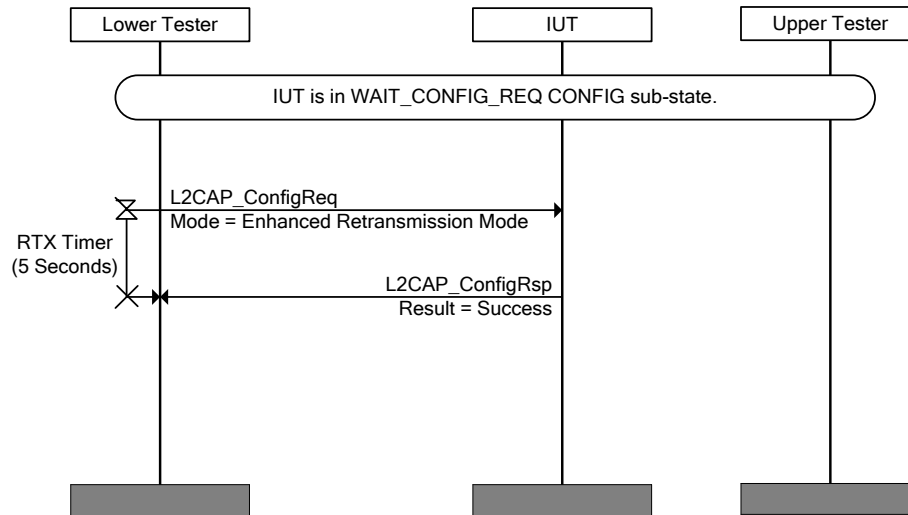 Lower Tester
IUT
Upper Tester
IUT is in WAIT_CONFIG_REQ CONFIG sub-state.
L2CAP_ConfigReq
Mode = Enhanced Retransmission Mode
RTX Timer
(5 Seconds)
L2CAP_ConfigRsp
Result = Success